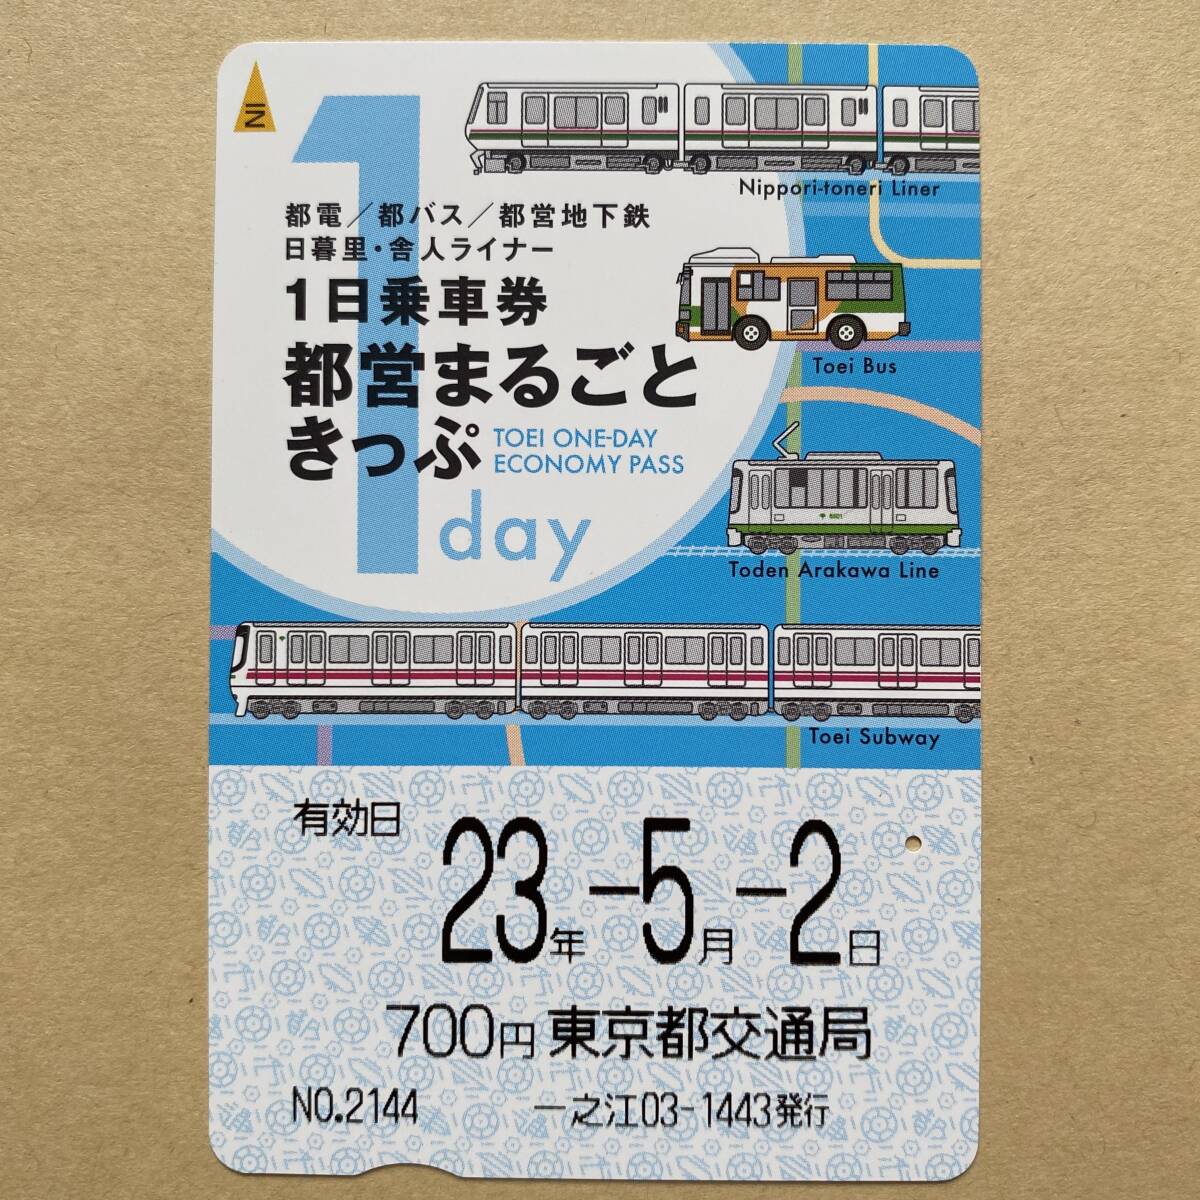 IN
1
都電／都バス／都営地下鉄
日暮里・舎人ライナー
1日乗車券
都営まるごと
きっぷ
TOEI ONE-DAY
ECONOMY PASS
day
Nippori-toneri Liner
Toei Bus
Toden Arakawa Line
Toei Subway
有効日
23年-5月-2日
700円 東京都交通局
NO.2144 一之江03-1443発行